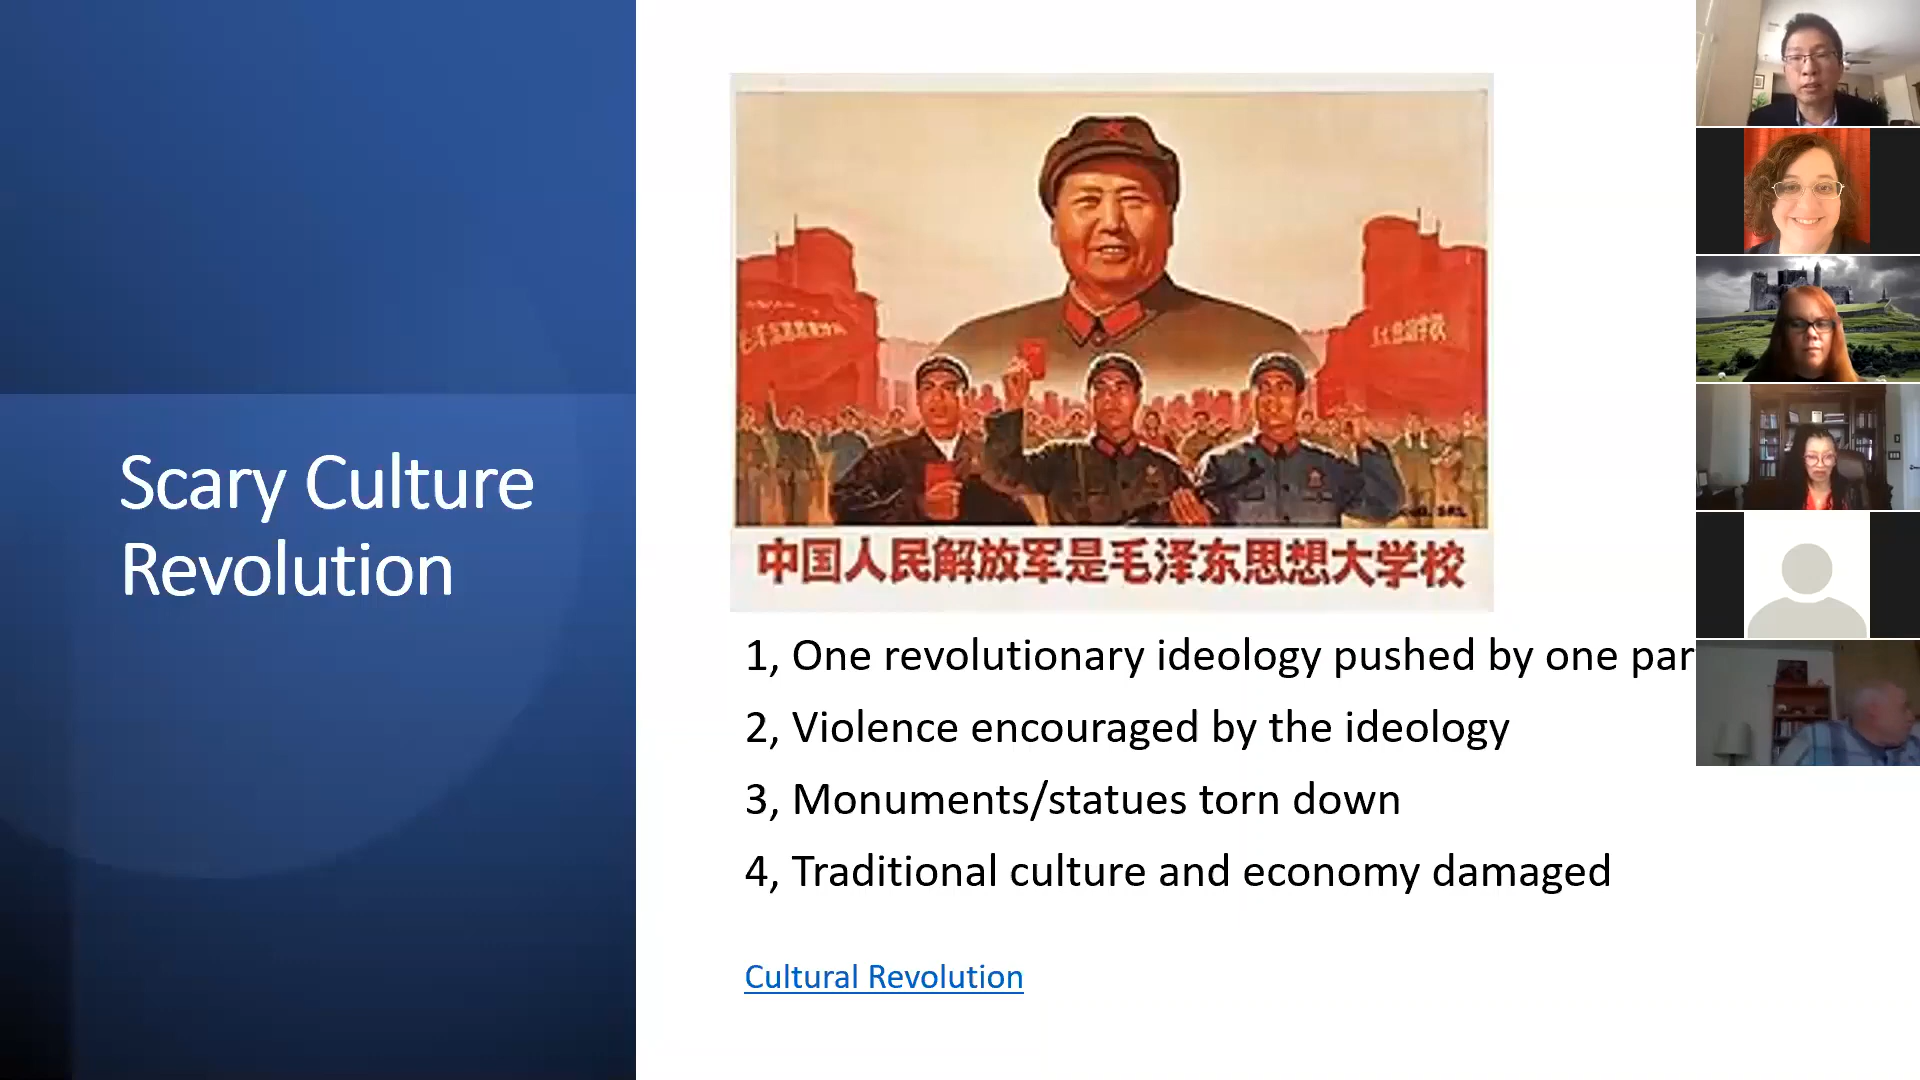 Scary Culture
Revolution
中国人民解放军是毛泽东思想大学校
1, One revolutionary ideology pushed by one par
2, Violence encouraged by the ideology
3, Monuments/statues torn down
4, Traditional culture and economy damaged
Cultural Revolution